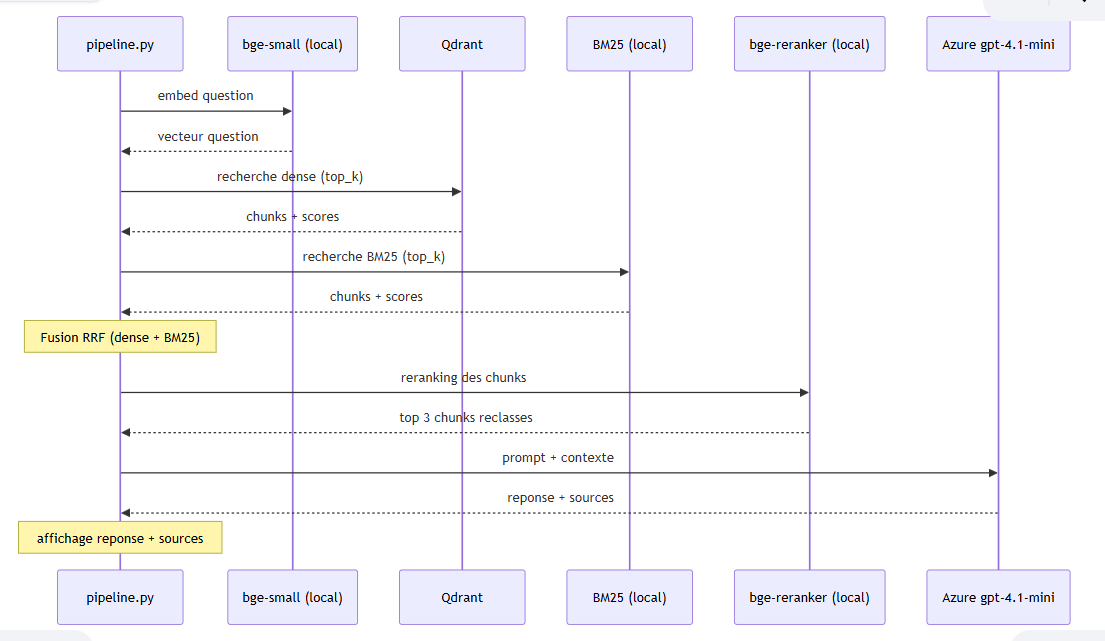 pipeline.py
bge-small (local)
Qdrant
BM25 (local)
bge-reranker (local)
Azure gpt-4.1-mini
embed question
vecteur question
recherche dense (top_k)
chunks + scores
recherche BM25 (top_k)
chunks + scores
Fusion RRF (dense + BM25)
reranking des chunks
top 3 chunks reclasses
prompt + contexte
reponse + sources
affichage reponse + sources
pipeline.py
bge-small (local)
Qdrant
BM25 (local)
bge-reranker (local)
Azure gpt-4.1-mini